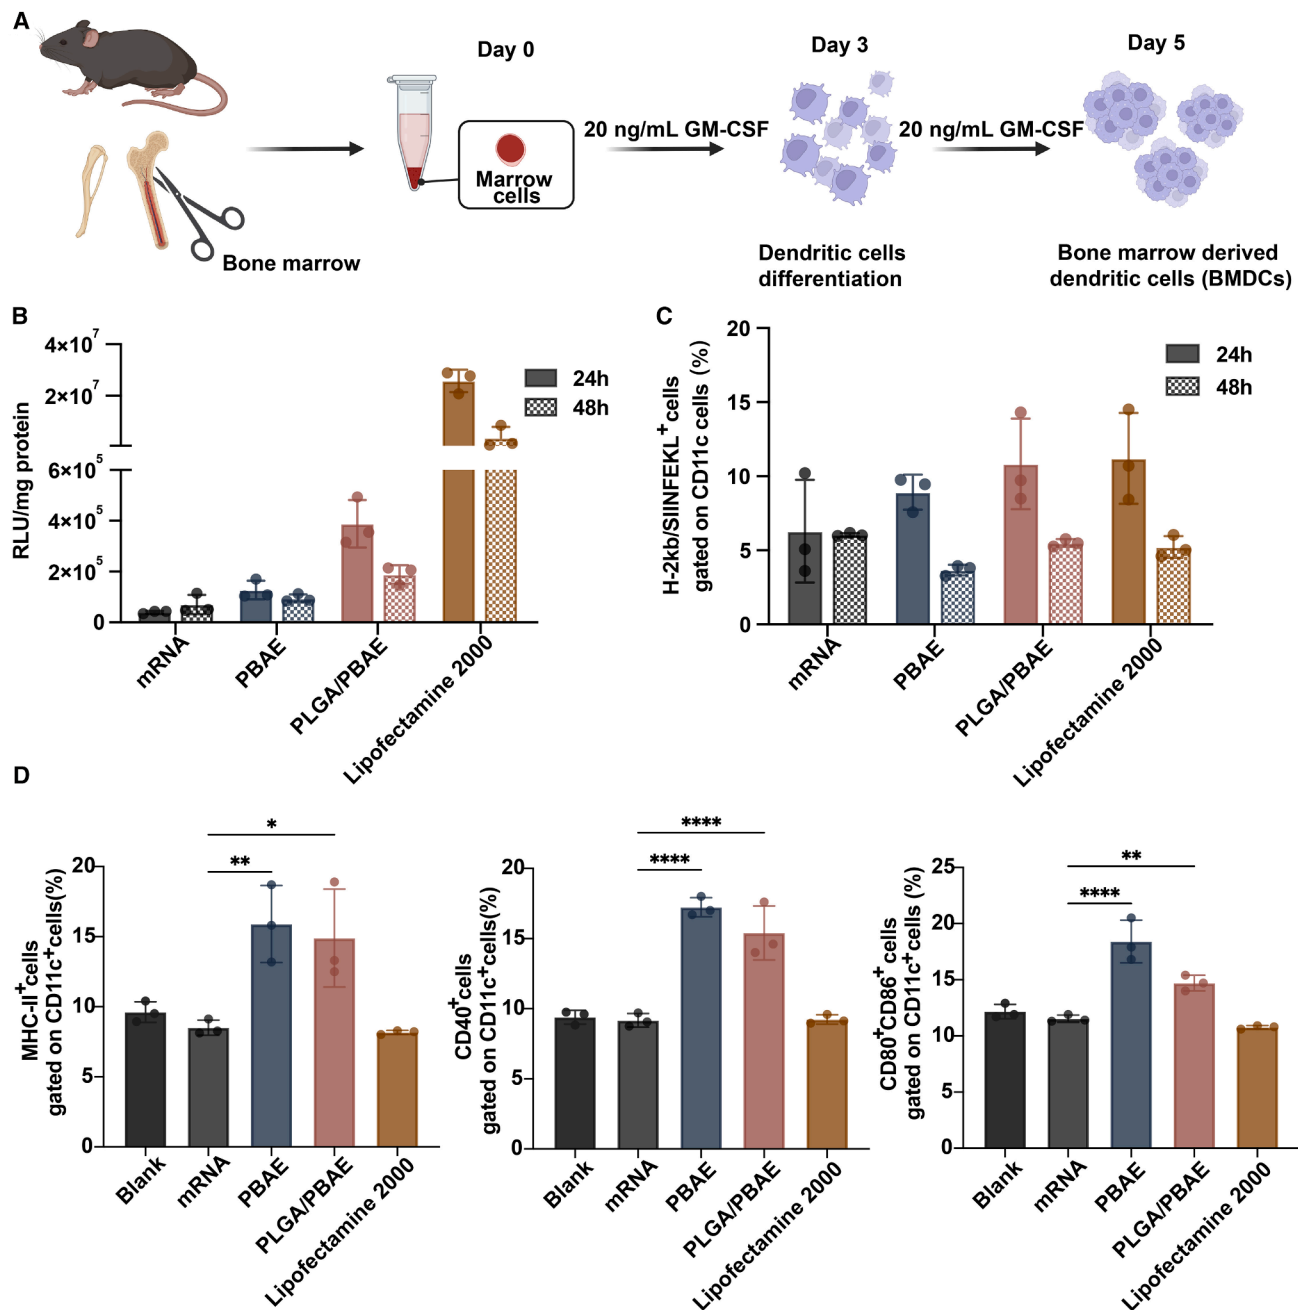 A
Day 0
Day 3
Day 5
20 ng/mL GM-CSF
20 ng/mL GM-CSF
Marrow
cells
Bone marrow
Dendritic cells
differentiation
Bone marrow derived
dendritic cells (BMDCs)
B
RLU/mg protein
4×10⁷
2×10⁷
6×10⁵
4×10⁵
2×10⁵
0
24h
48h
mRNA
PBAE
PLGA/PBAE
Lipofectamine 2000
C
H-2kb/SIINFEKL⁺cells
gated on CD11c cells (%)
20
15
10
5
0
24h
48h
mRNA
PBAE
PLGA/PBAE
Lipofectamine 2000
D
MHC-II⁺cells
gated on CD11c⁺cells(%)
20
15
10
5
0
*
**
Blank
mRNA
PBAE
PLGA/PBAE
Lipofectamine 2000
CD40⁺cells
gated on CD11c⁺cells(%)
20
15
10
5
0
****
****
Blank
mRNA
PBAE
PLGA/PBAE
Lipofectamine 2000
CD80⁺CD86⁺ cells
gated on CD11c⁺cells (%)
25
20
15
10
5
0
**
****
Blank
mRNA
PBAE
PLGA/PBAE
Lipofectamine 2000